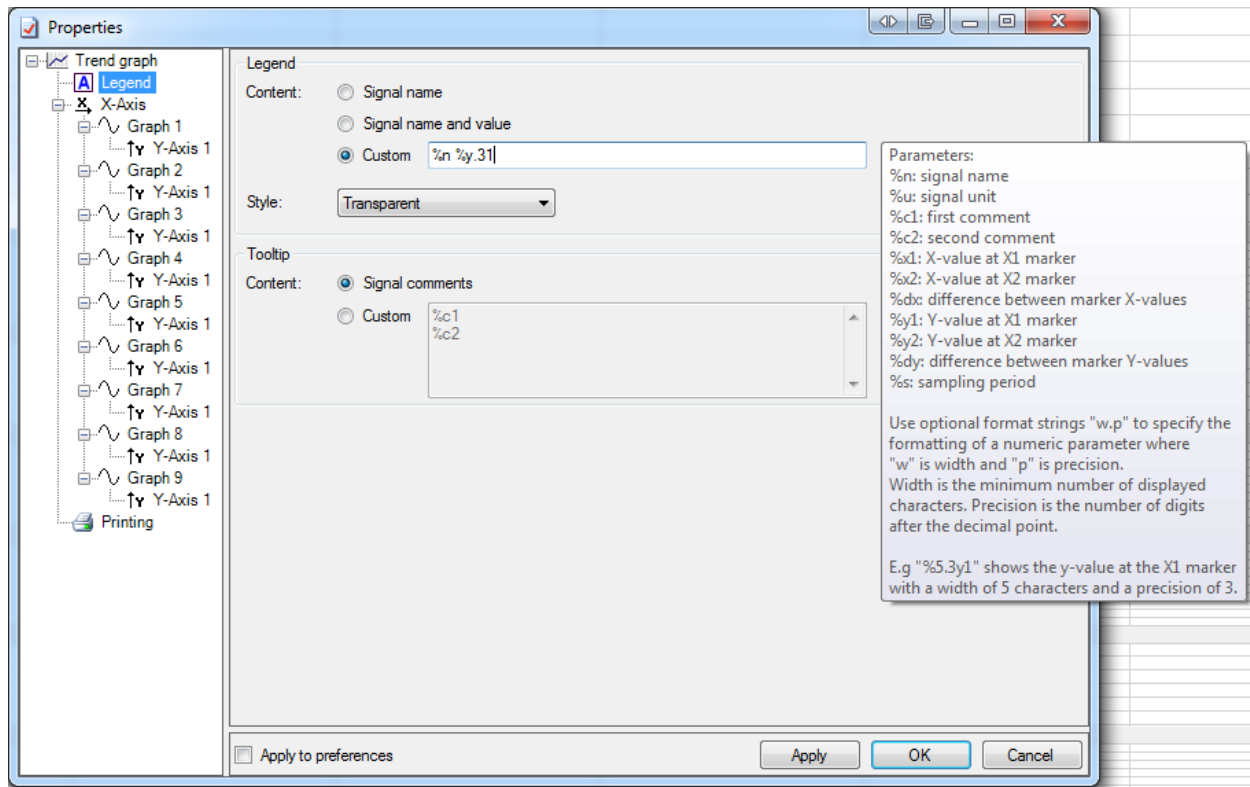 Properties
Trend graph
A Legend
X X-Axis
Graph 1
Y Y-Axis 1
Graph 2
Y Y-Axis 1
Graph 3
Y Y-Axis 1
Graph 4
Y Y-Axis 1
Graph 5
Y Y-Axis 1
Graph 6
Y Y-Axis 1
Graph 7
Y Y-Axis 1
Graph 8
Y Y-Axis 1
Graph 9
Y Y-Axis 1
Printing
Legend
Content: Signal name
Signal name and value
Custom %n %y.31
Style: Transparent
Tooltip
Content: Signal comments
Custom %c1
%c2
Parameters:
%n: signal name
%u: signal unit
%c1: first comment
%c2: second comment
%x1: X-value at X1 marker
%x2: X-value at X2 marker
%dx: difference between marker X-values
%y1: Y-value at X1 marker
%y2: Y-value at X2 marker
%dy: difference between marker Y-values
%s: sampling period
Use optional format strings "w.p" to specify the
formatting of a numeric parameter where
"w" is width and "p" is precision.
Width is the minimum number of displayed
characters. Precision is the number of digits
after the decimal point.
E.g "%5.3y1" shows the y-value at the X1 marker
with a width of 5 characters and a precision of 3.
Apply to preferences
Apply OK Cancel